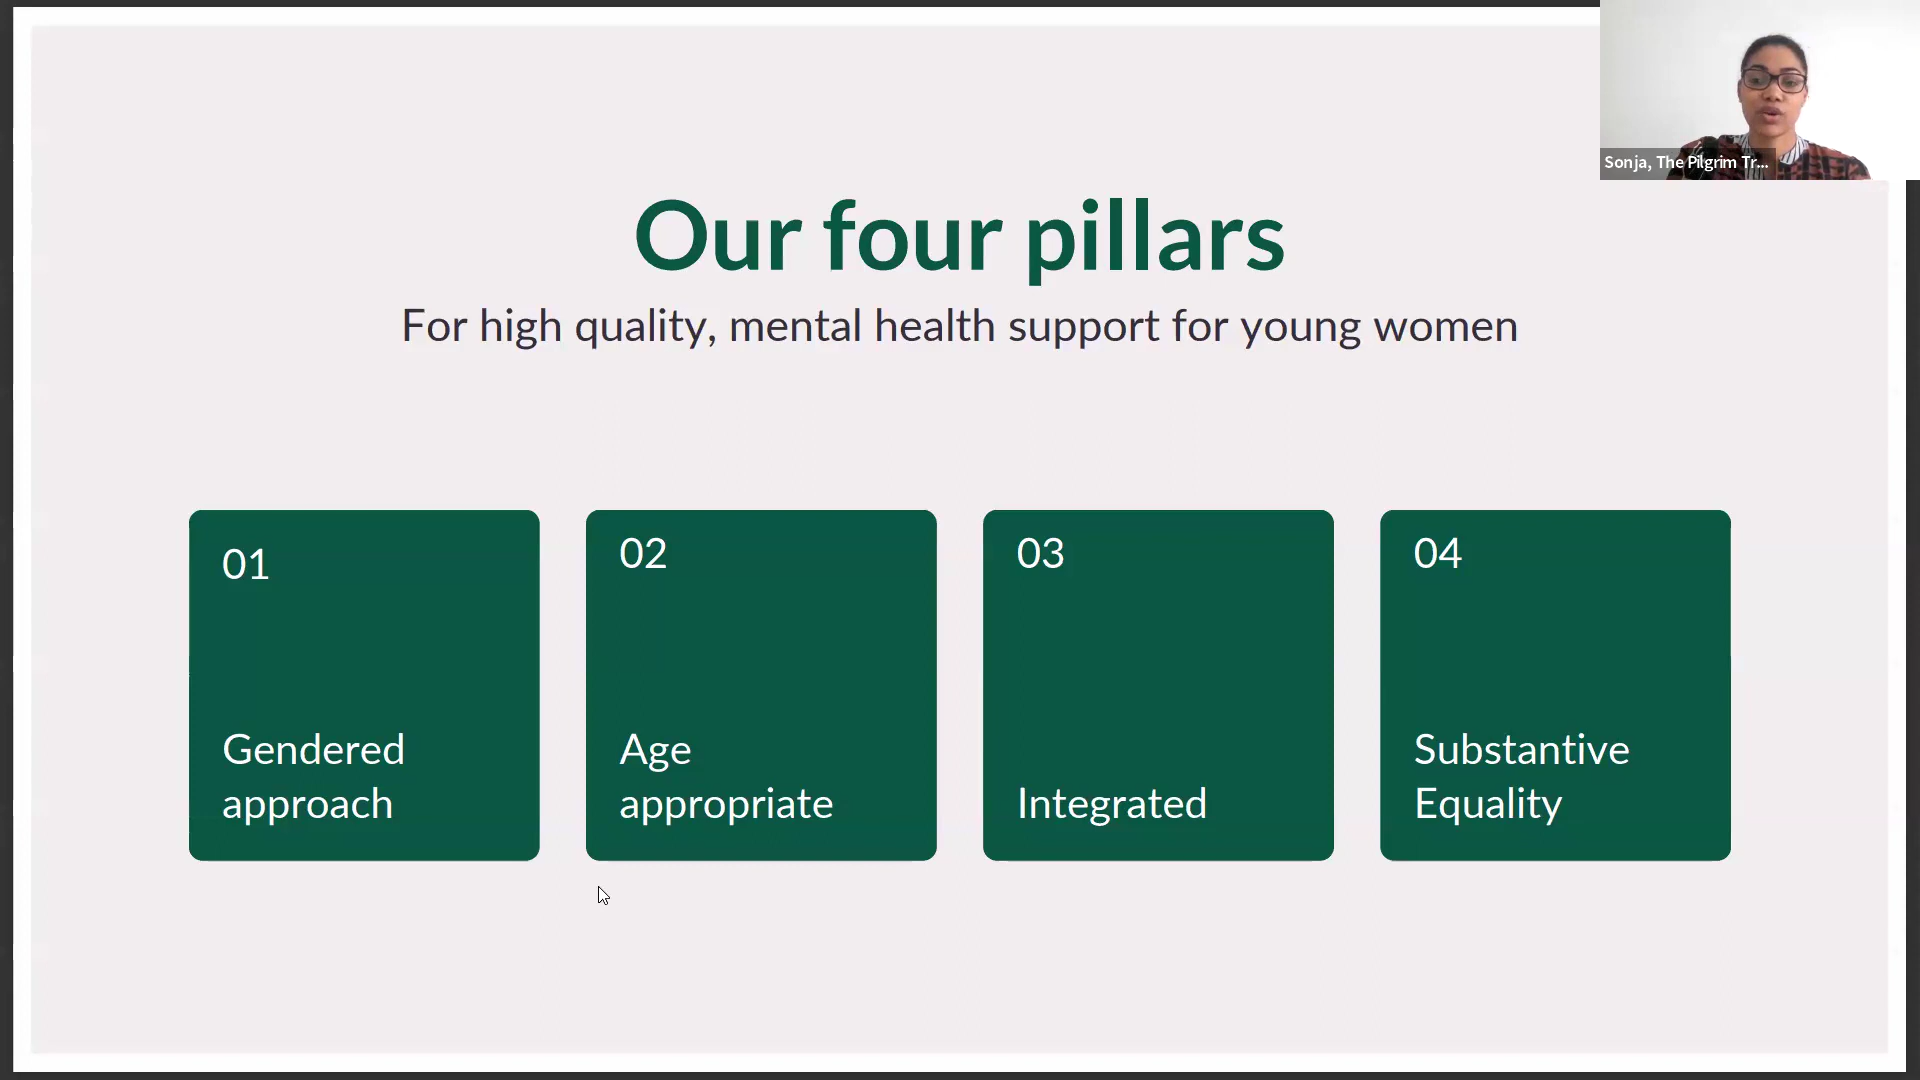 Sonja, The Pilgrim Tr...
Our four pillars
For high quality, mental health support for young women
01
Gendered
approach
02
Age
appropriate
03
Integrated
04
Substantive
Equality